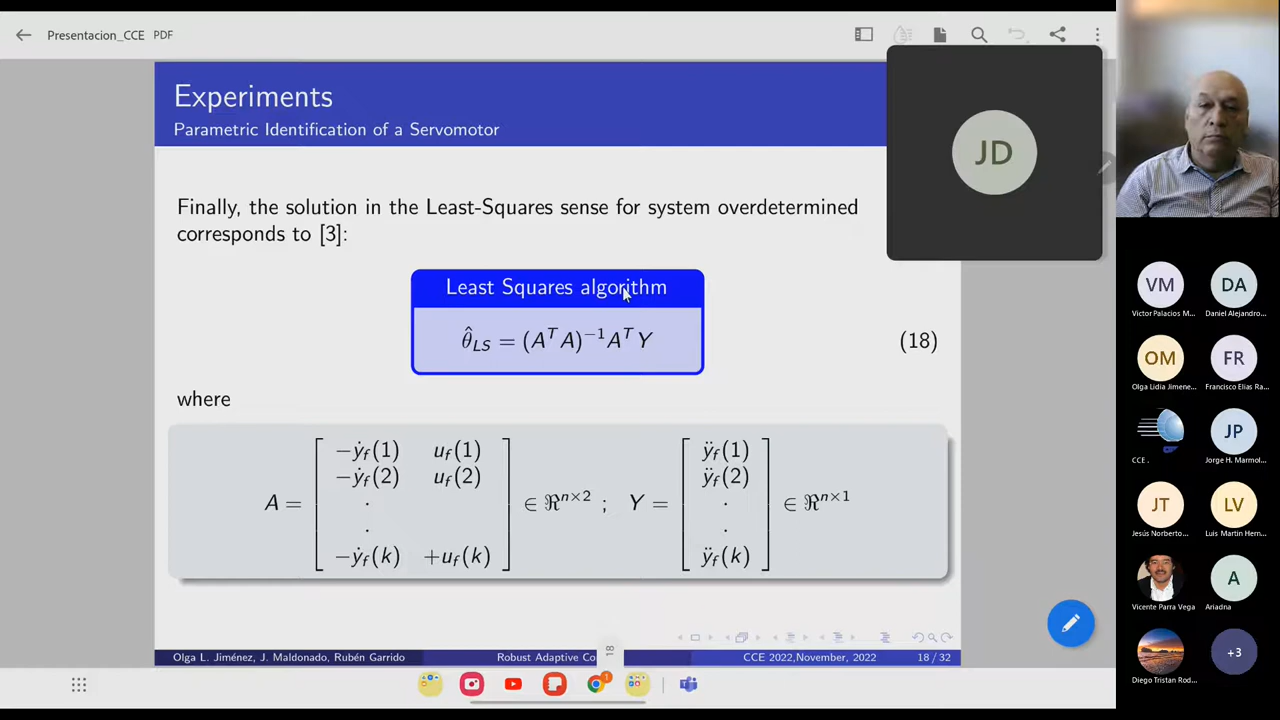 Presentacion_CCE PDF
Experiments
Parametric Identification of a Servomotor
JD
Finally, the solution in the Least-Squares sense for system overdetermined
corresponds to [3]:
Least Squares algorithm
θ̂_LS = (A^T A)^−1 A^T Y
(18)
where
A = [ −ẏ_f(1) u_f(1)
−ẏ_f(2) u_f(2)
.
.
−ẏ_f(k) +u_f(k) ] ∈ ℜ^n×2 ; Y = [ ÿ_f(1)
ÿ_f(2)
.
.
ÿ_f(k) ] ∈ ℜ^n×1
Olga L. Jiménez, J. Maldonado, Rubén Garrido
18
Robust Adaptive Co
CCE 2022,November, 2022
18 / 32
VM
Victor Palacios M...
DA
Daniel Alejandro...
OM
Olga Lidia Jimene...
FR
Francisco Elias Ra...
CCE .
JP
Jorge H. Marmol...
JT
Jesús Norberto...
LV
Luis Martin Hern...
Vicente Parra Vega
A
Ariadna
Diego Tristan Rod...
+3